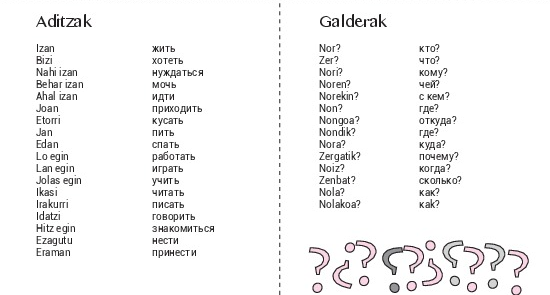 Aditzak
Izan жить
Bizi хотеть
Nahi izan нуждаться
Behar izan мочь
Ahal izan идти
Joan приходить
Etorri кусать
Jan пить
Edan спать
Lo egin работать
Lan egin играть
Jolas egin учить
Ikasi читать
Irakurri писать
Idatzi говорить
Hitz egin знакомиться
Ezagutu нести
Eraman принести
Galderak
Nor? кто?
Zer? что?
Nori? кому?
Noren? чей?
Norekin? с кем?
Non? где?
Nongoa? откуда?
Nondik? где?
Nora? куда?
Zergatik? почему?
Noiz? когда?
Zenbat? сколько?
Nola? как?
Nolakoa? как?